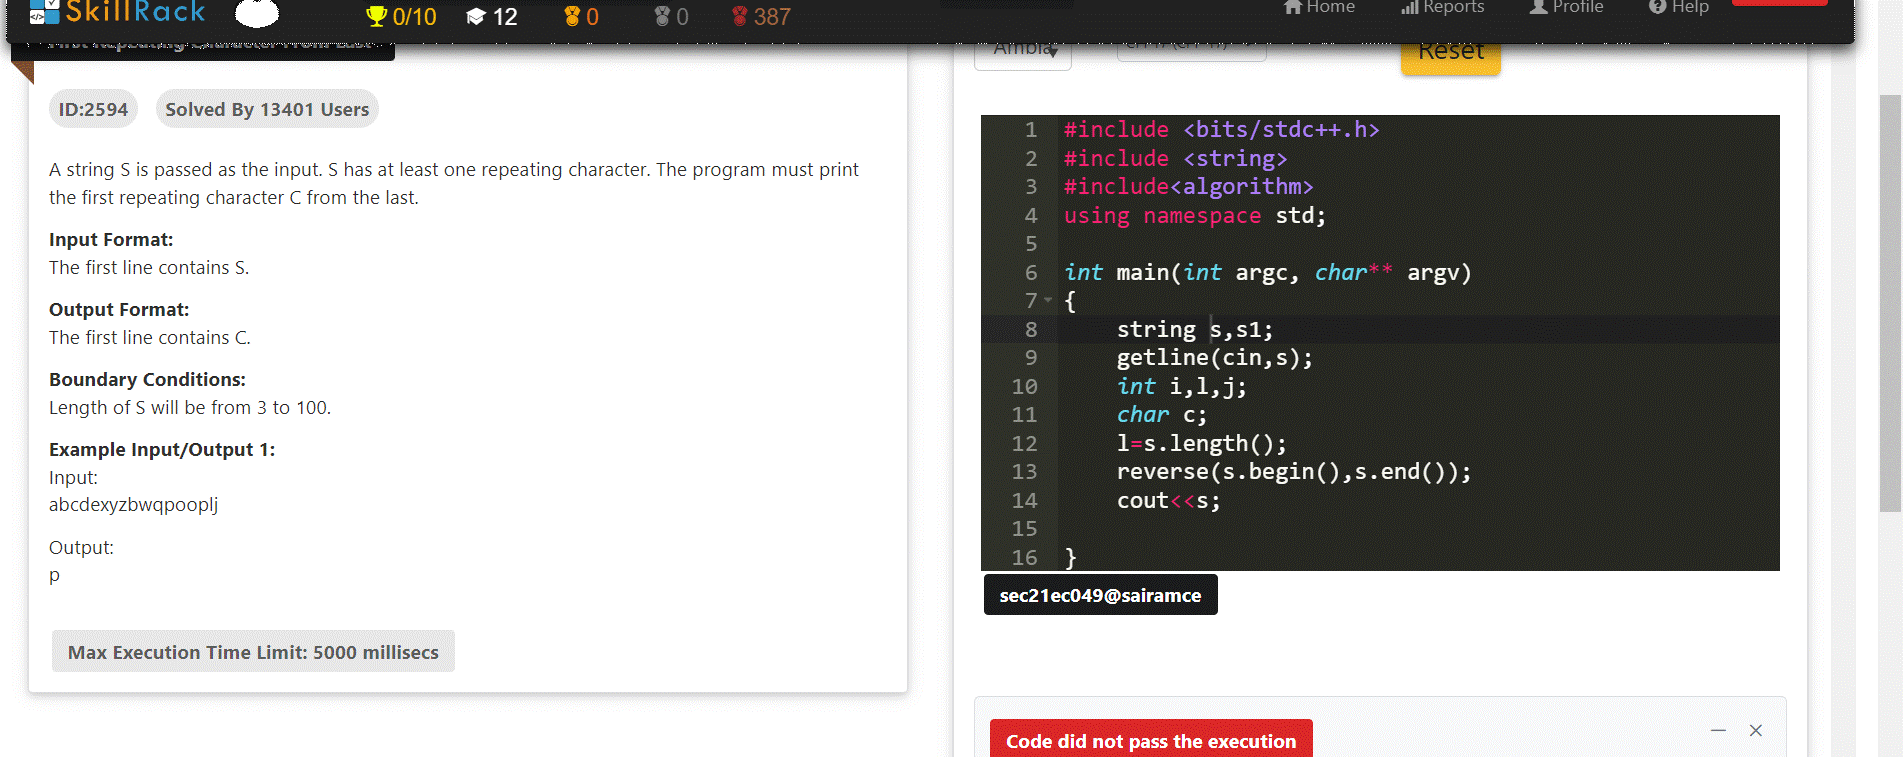 SkillRack
0/10
12
0
0
387
Home
Reports
Profile
Help
First Repeating Character From Last
Reset
ID:2594
Solved By 13401 Users
A string S is passed as the input. S has at least one repeating character. The program must print
the first repeating character C from the last.
Input Format:
The first line contains S.
Output Format:
The first line contains C.
Boundary Conditions:
Length of S will be from 3 to 100.
Example Input/Output 1:
Input:
abcdexyzbwqpooplj
Output:
p
Max Execution Time Limit: 5000 millisecs
1 #include <bits/stdc++.h>
2 #include <string>
3 #include<algorithm>
4 using namespace std;
5
6 int main(int argc, char** argv)
7 {
8 string s,s1;
9 getline(cin,s);
10 int i,l,j;
11 char c;
12 l=s.length();
13 reverse(s.begin(),s.end());
14 cout<<s;
15
16 }
sec21ec049@sairamce
Code did not pass the execution